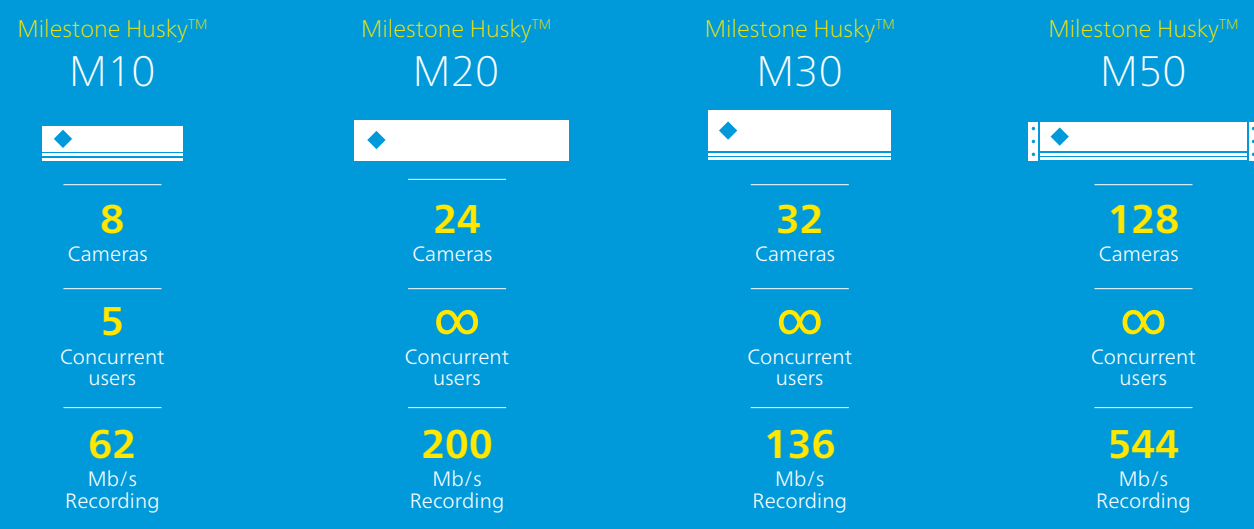 Milestone Husky™
M10
8
Cameras
5
Concurrent
users
62
Mb/s
Recording
Milestone Husky™
M20
24
Cameras
∞
Concurrent
users
200
Mb/s
Recording
Milestone Husky™
M30
32
Cameras
∞
Concurrent
users
136
Mb/s
Recording
Milestone Husky™
M50
128
Cameras
∞
Concurrent
users
544
Mb/s
Recording